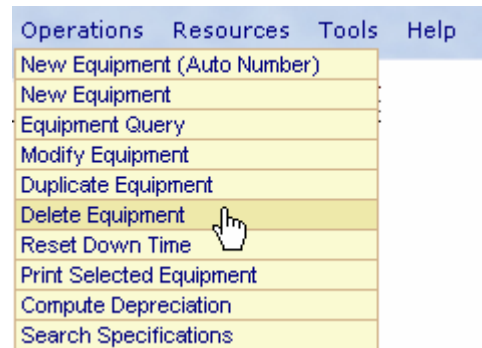 Operations Resources Tools Help
New Equipment (Auto Number)
New Equipment
Equipment Query
Modify Equipment
Duplicate Equipment
Delete Equipment
Reset Down Time
Print Selected Equipment
Compute Depreciation
Search Specifications